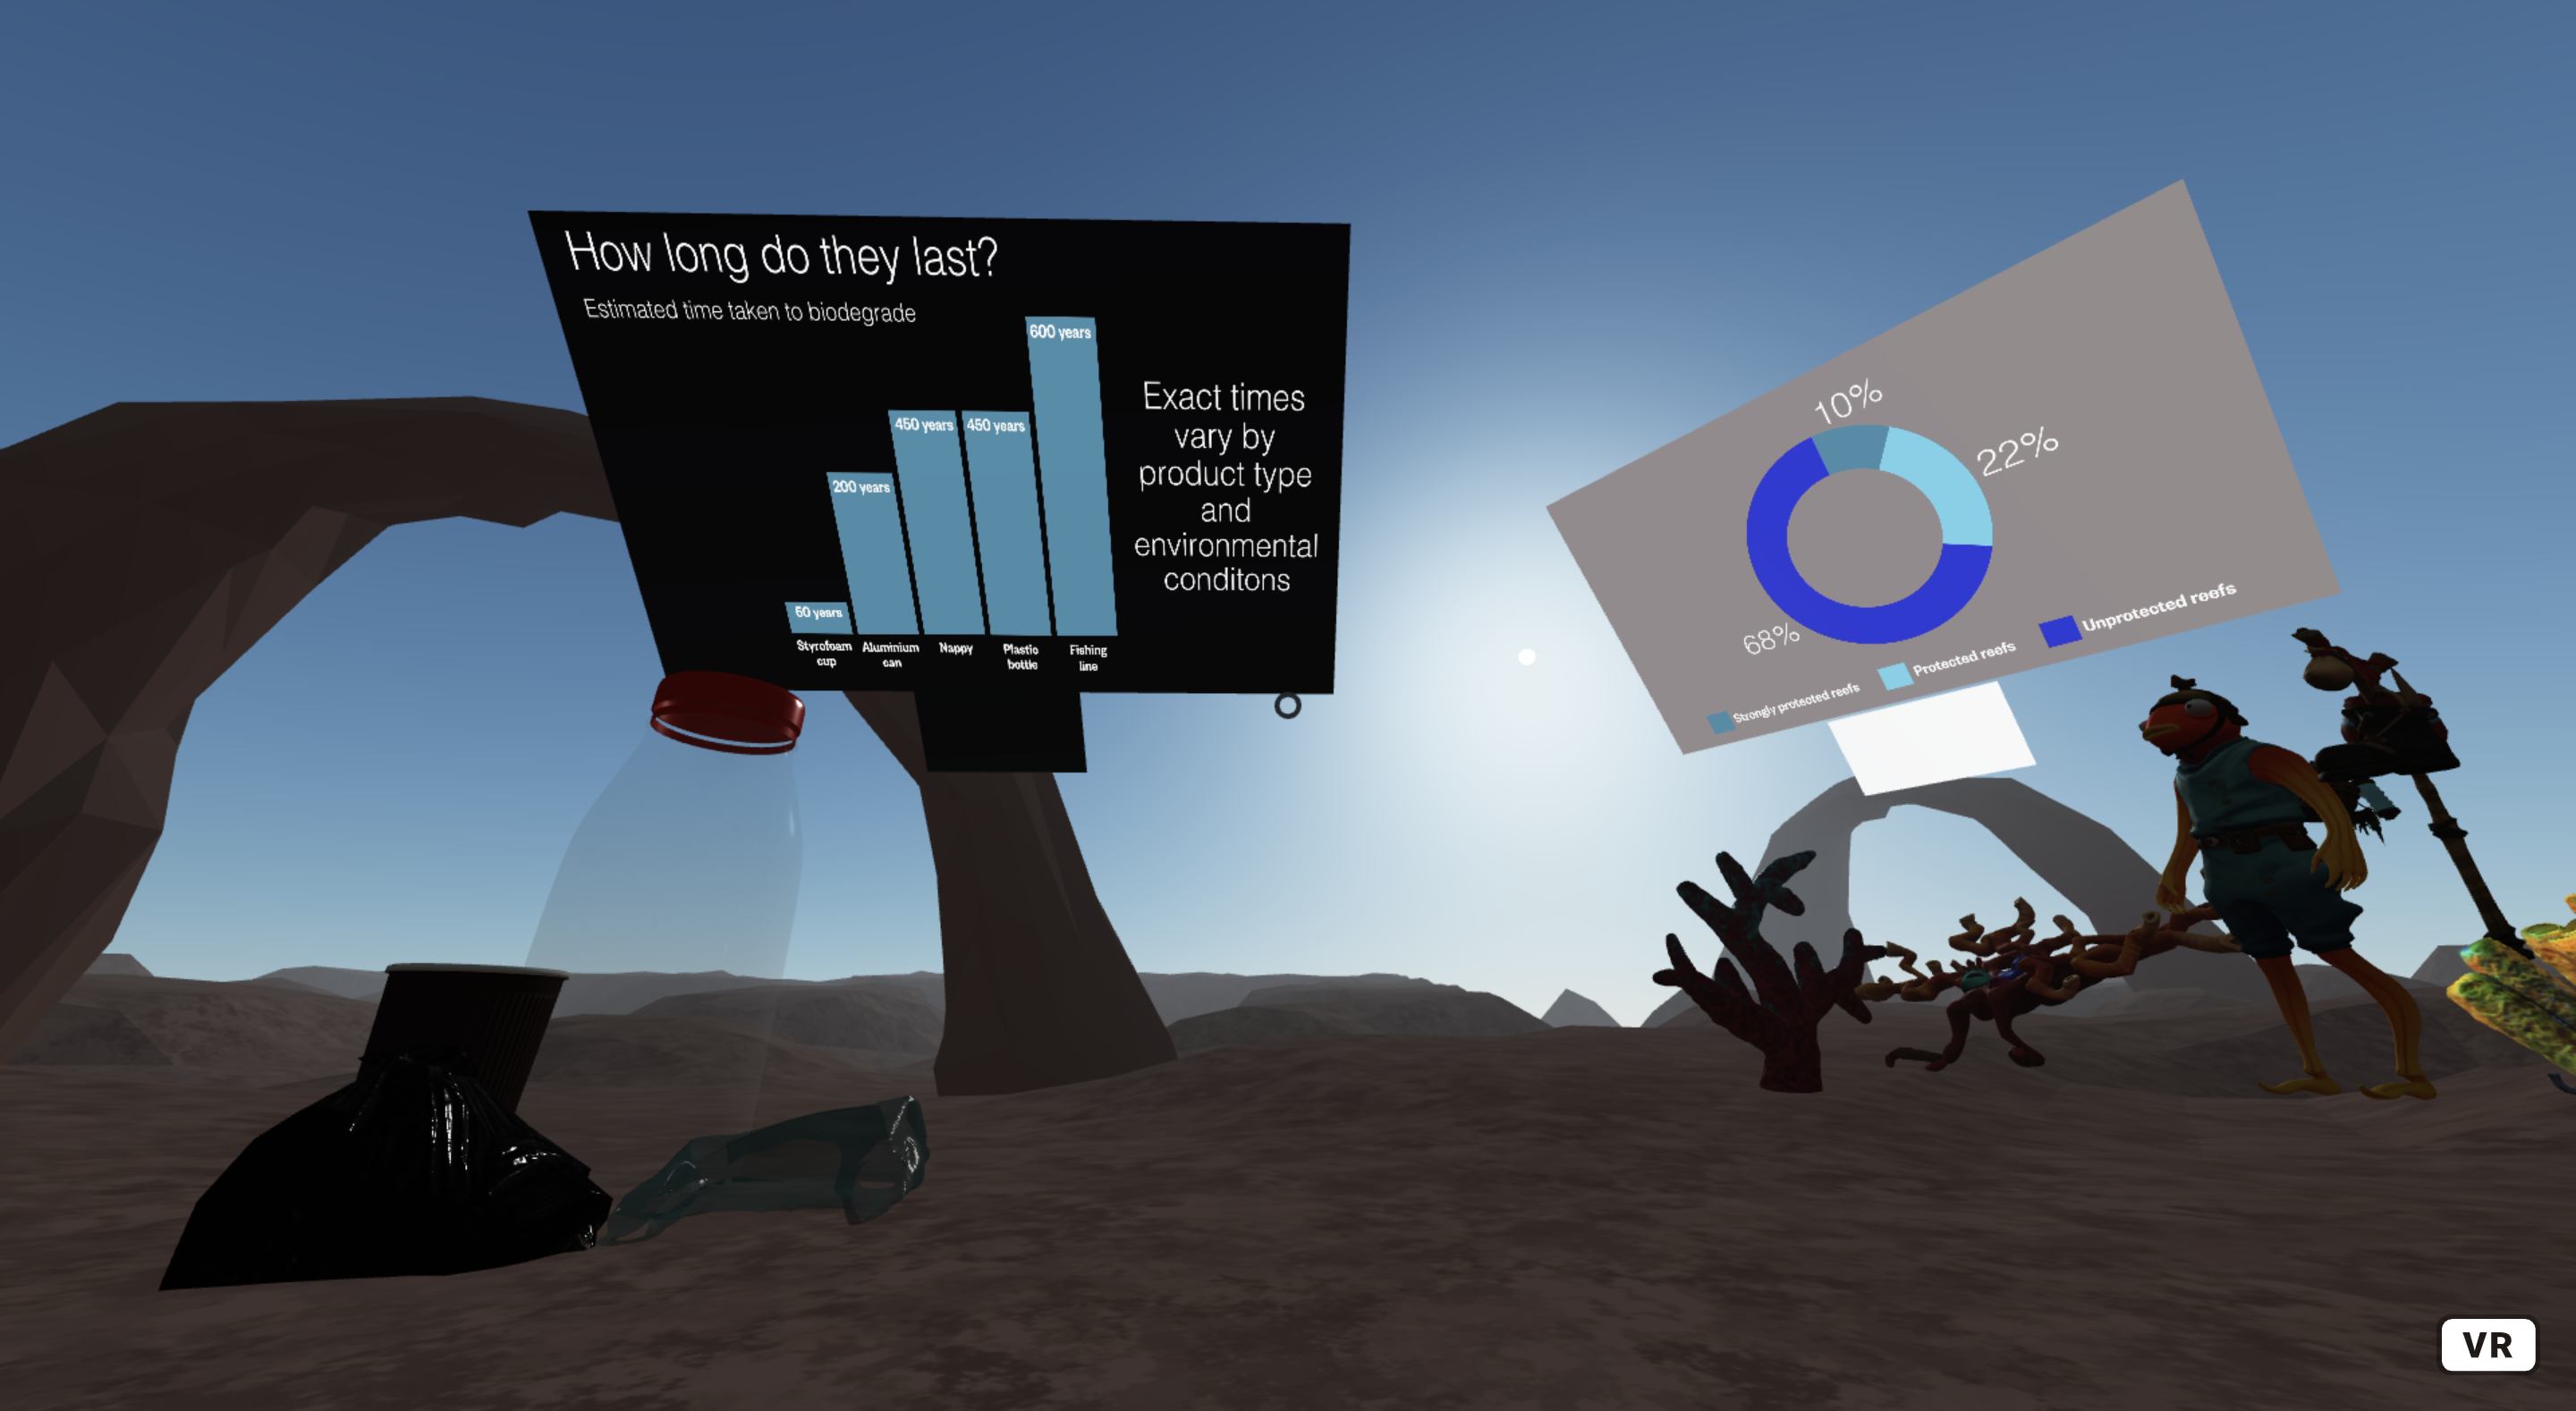 How long do they last?
Estimated time taken to biodegrade
600 years
450 years
450 years
200 years
50 years
Styrofoam
cup
Aluminium
can
Nappy
Plastic
bottle
Fishing
line
Exact times
vary by
product type
and
environmental
conditons
10%
22%
68%
Strongly protected reefs
Protected reefs
Unprotected reefs
VR